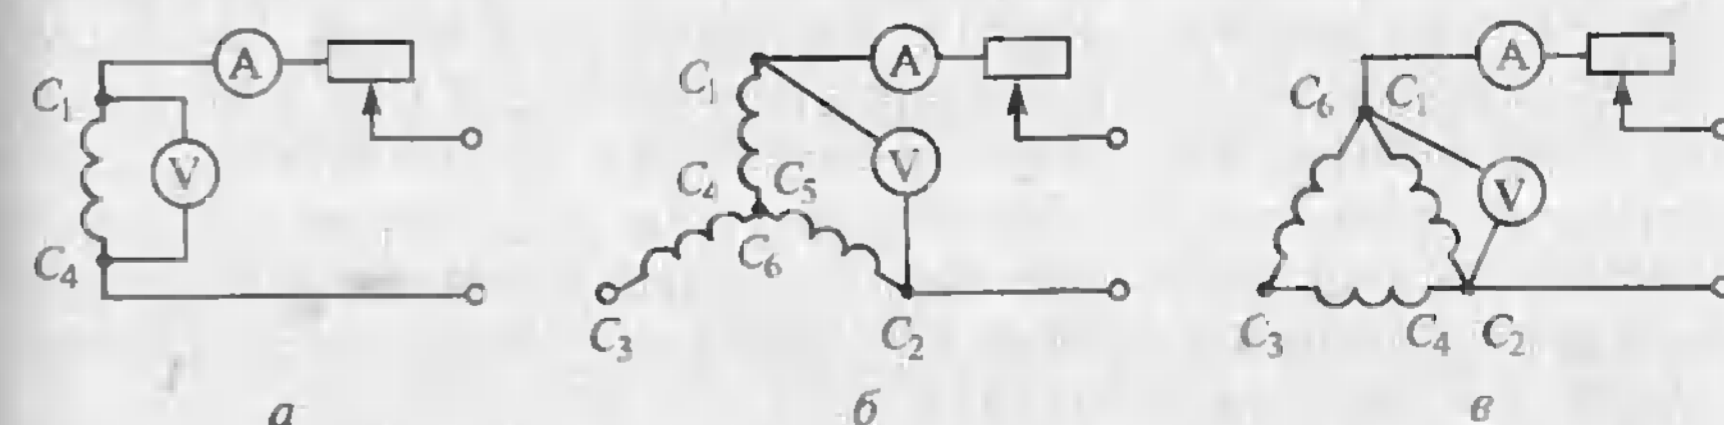 C₁ A V C₄
а
C₁ A V C₄ C₅ C₆ C₃ C₂
б
C₆ C₁ A V C₃ C₄ C₂
в